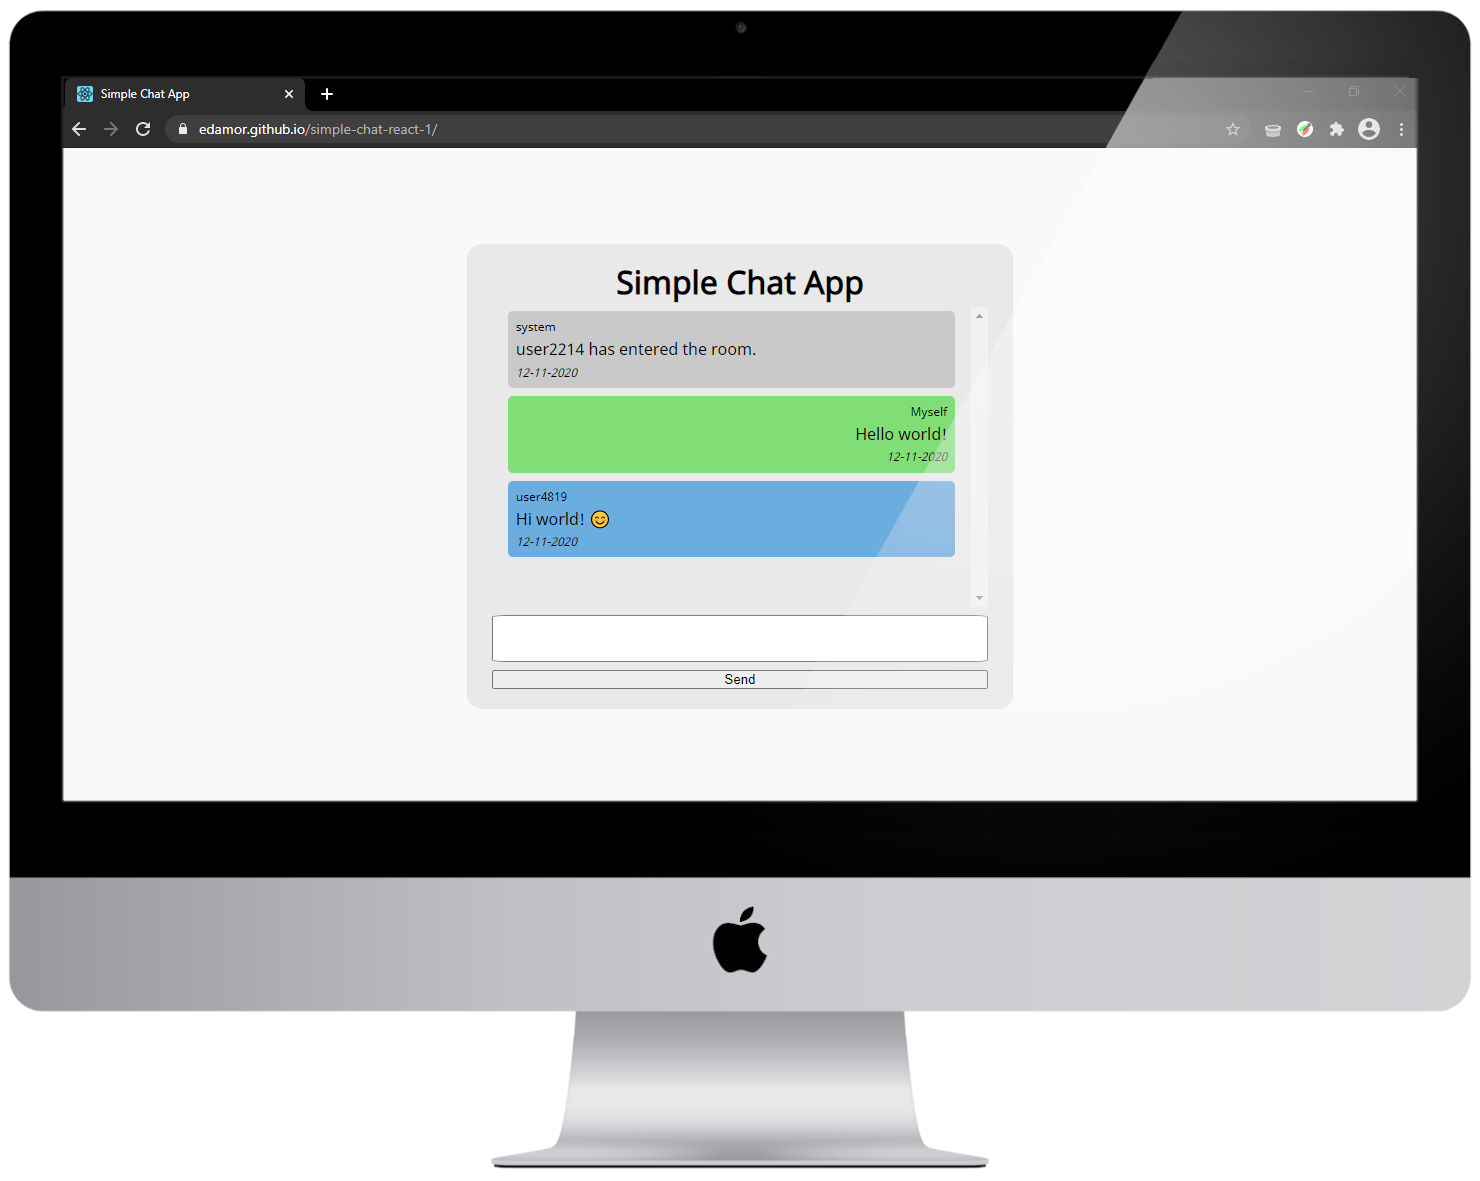 Simple Chat App
edamor.github.io/simple-chat-react-1/
Simple Chat App
system
user2214 has entered the room.
12-11-2020
Myself
Hello world!
12-11-2020
user4819
Hi world! 😊
12-11-2020
Send